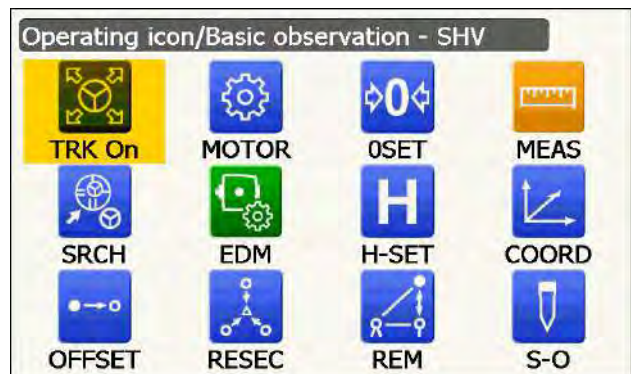 Operating icon/Basic observation - SHV
TRK On MOTOR 0SET MEAS
SRCH EDM H-SET COORD
OFFSET RESEC REM S-O